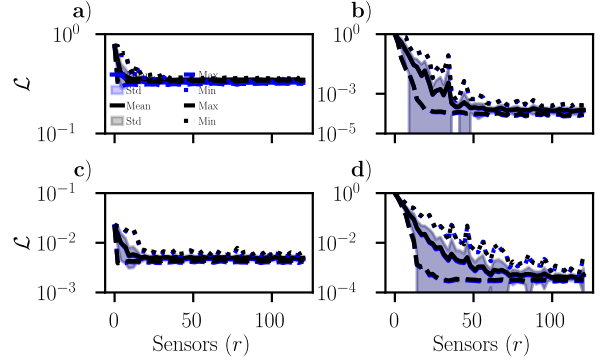 a)
b)
10^0
10^0
ℒ
Max
Std
Min
Mean
Max
Std
Min
10^-3
10^-1
10^-5
c)
d)
10^-1
10^0
ℒ
10^-2
10^-2
10^-3
10^-4
0
50
100
0
50
100
Sensors (r)
Sensors (r)